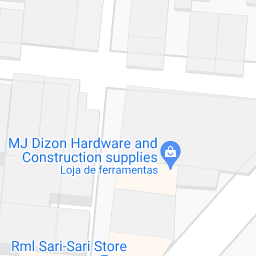 MJ Dizon Hardware and
Construction supplies
Loja de ferramentas
Rml Sari-Sari Store